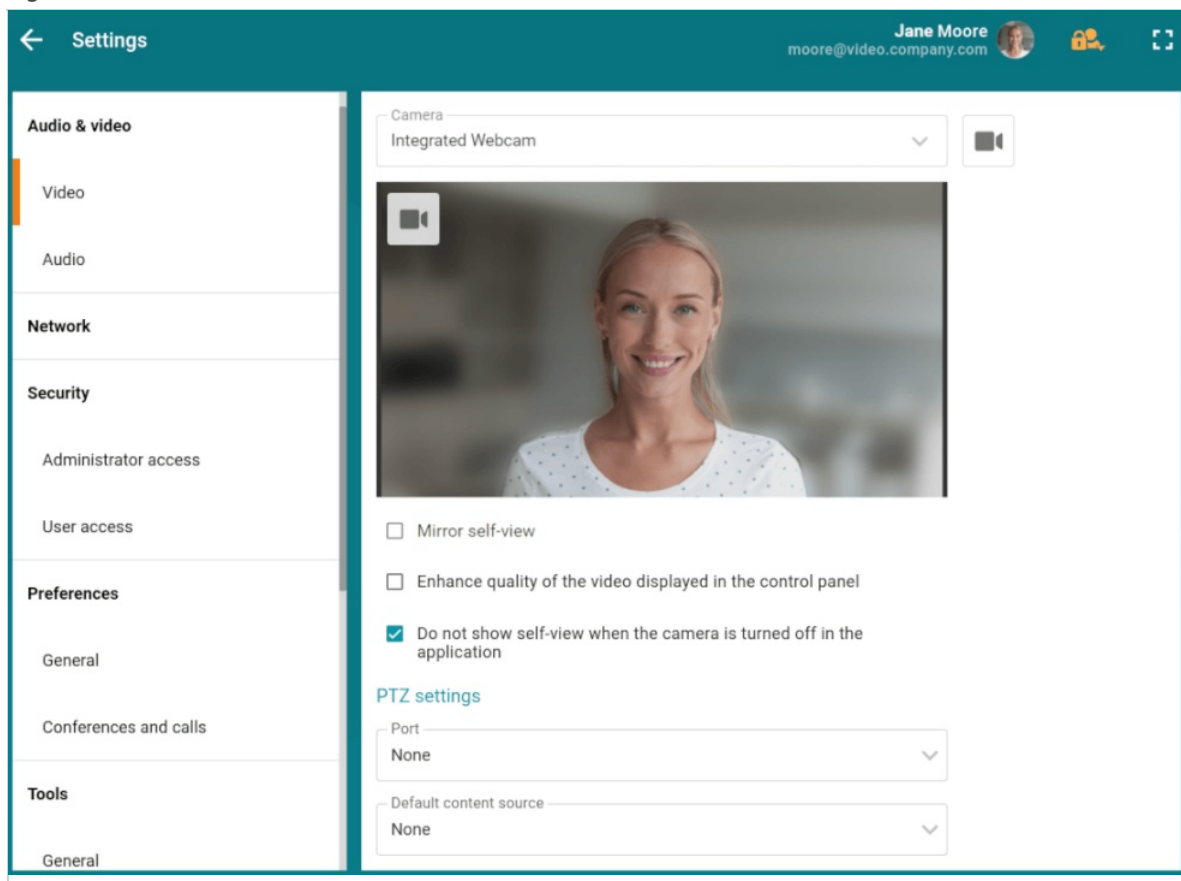 Settings
Jane Moore
moore@video.company.com
Audio & video
Video
Audio
Network
Security
Administrator access
User access
Preferences
General
Conferences and calls
Tools
General
Camera
Integrated Webcam
Mirror self-view
Enhance quality of the video displayed in the control panel
Do not show self-view when the camera is turned off in the
application
PTZ settings
Port
None
Default content source
None